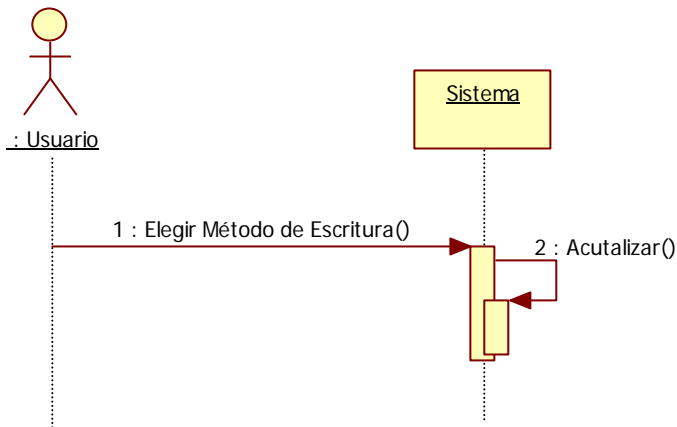 Sistema
: Usuario
1 : Elegir Método de Escritura()
2 : Acutalizar()